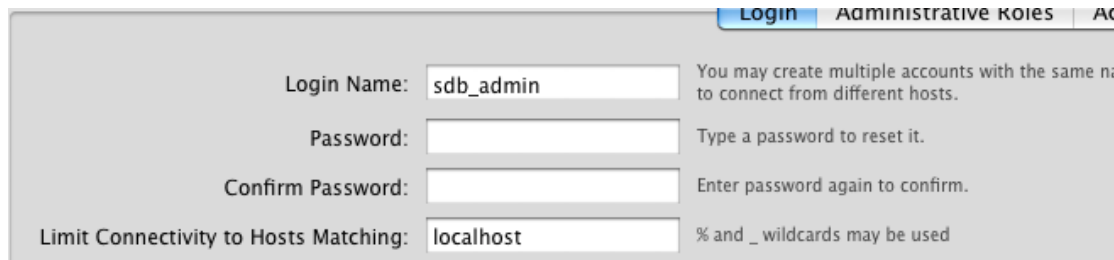 Login Administrative Roles
Login Name: sdb_admin You may create multiple accounts with the same
to connect from different hosts.
Password: Type a password to reset it.
Confirm Password: Enter password again to confirm.
Limit Connectivity to Hosts Matching: localhost % and _ wildcards may be used